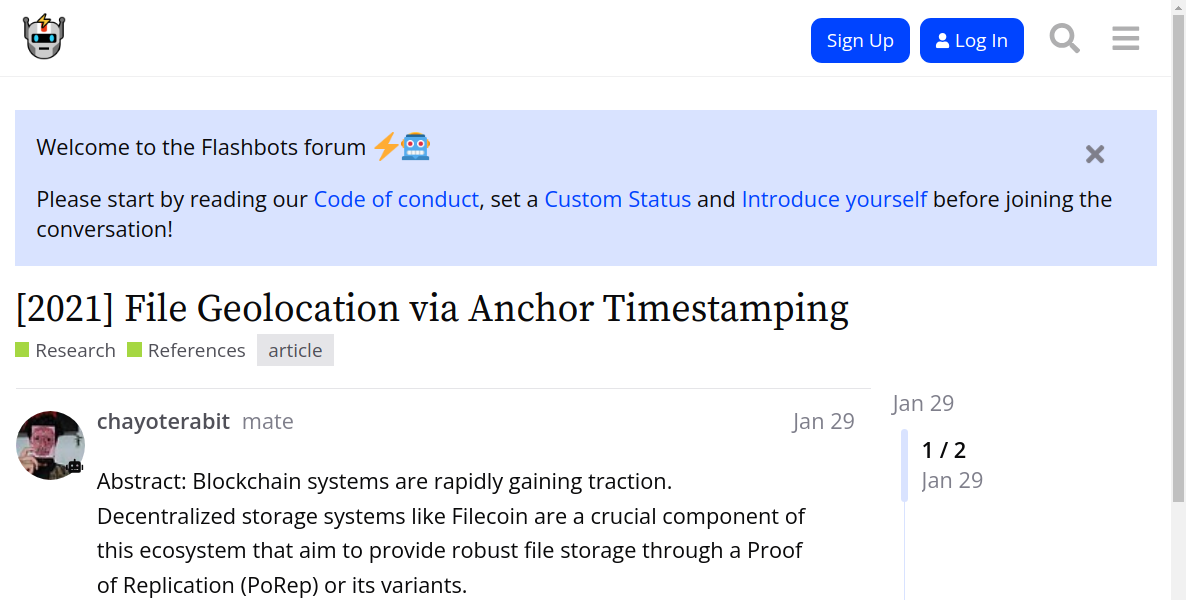 Sign Up
Log In
Welcome to the Flashbots forum
Please start by reading our Code of conduct, set a Custom Status and Introduce yourself before joining the
conversation!
[2021] File Geolocation via Anchor Timestamping
Research References article
chayoterabit mate Jan 29
Jan 29
1 / 2
Jan 29
Abstract: Blockchain systems are rapidly gaining traction.
Decentralized storage systems like Filecoin are a crucial component of
this ecosystem that aim to provide robust file storage through a Proof
of Replication (PoRep) or its variants.